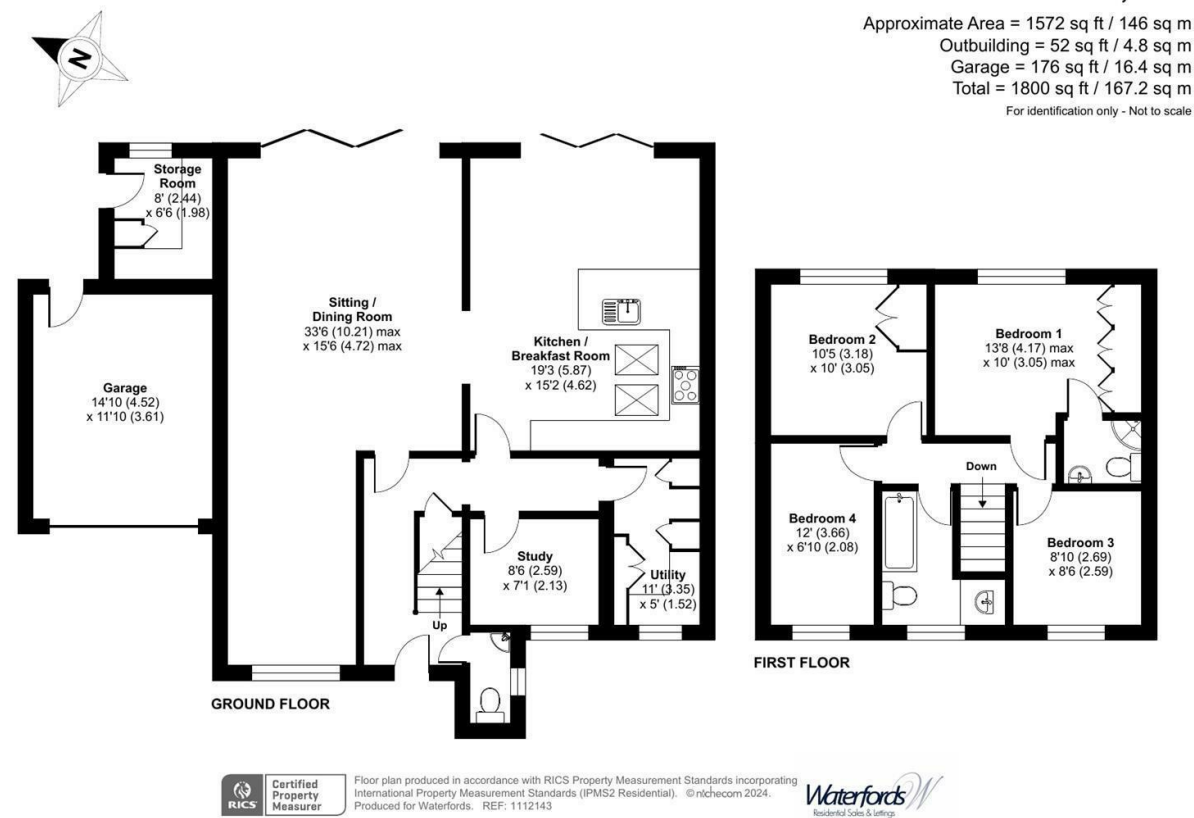 Approximate Area = 1572 sq ft / 146 sq m
Outbuilding = 52 sq ft / 4.8 sq m
Garage = 176 sq ft / 16.4 sq m
Total = 1800 sq ft / 167.2 sq m
For identification only - Not to scale
N
Storage
Room
8' (2.44)
x 6'6 (1.98)
Sitting /
Dining Room
33'6 (10.21) max
x 15'6 (4.72) max
Kitchen /
Breakfast Room
19'3 (5.87)
x 15'2 (4.62)
Garage
14'10 (4.52)
x 11'10 (3.61)
Study
8'6 (2.59)
x 7'1 (2.13)
Utility
11' (3.35)
x 5' (1.52)
Up
GROUND FLOOR
Bedroom 2
10'5 (3.18)
x 10' (3.05)
Bedroom 1
13'8 (4.17) max
x 10' (3.05) max
Down
Bedroom 4
12' (3.66)
x 6'10 (2.08)
Bedroom 3
8'10 (2.69)
x 8'6 (2.59)
FIRST FLOOR
RICS
Certified
Property
Measurer
Floor plan produced in accordance with RICS Property Measurement Standards incorporating
International Property Measurement Standards (IPMS2 Residential). © nichecom 2024.
Produced for Waterfords. REF: 1112143
Waterfords W
Residential Sales & Lettings